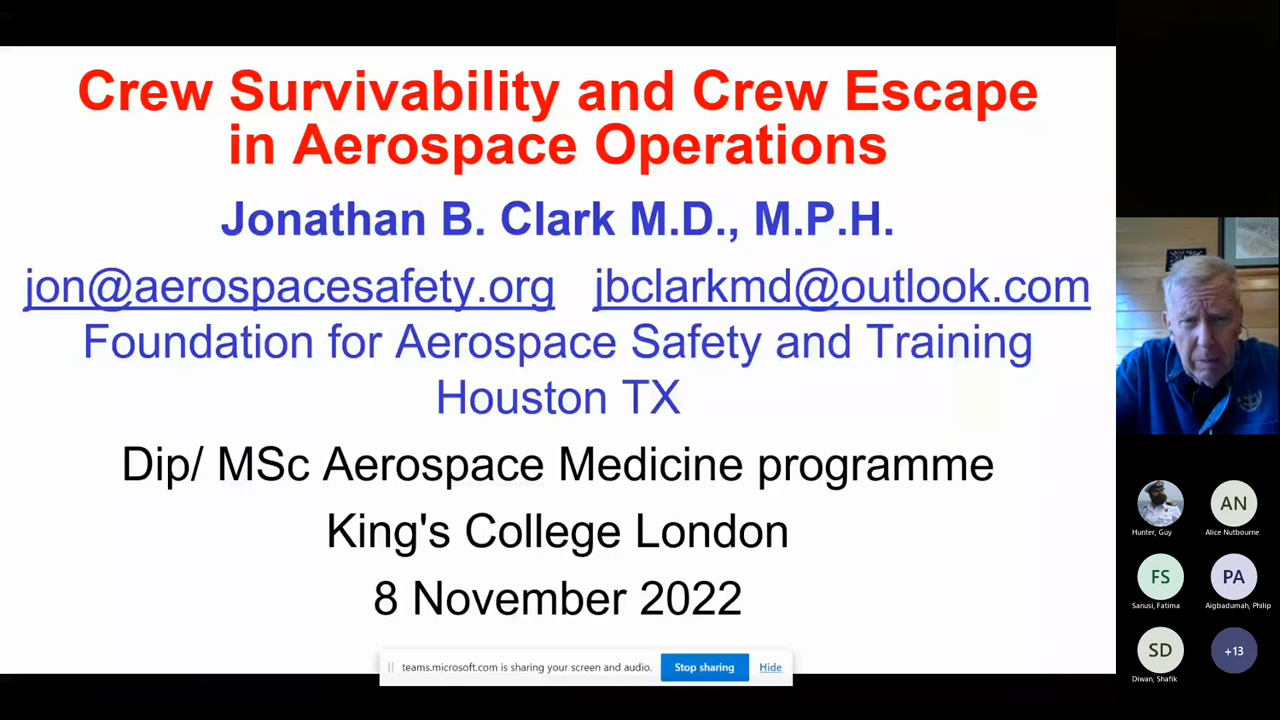 Crew Survivability and Crew Escape
in Aerospace Operations
Jonathan B. Clark M.D., M.P.H.
jon@aerospacesafety.org jbclarkmd@outlook.com
Foundation for Aerospace Safety and Training
Houston TX
Dip/ MSc Aerospace Medicine programme
King's College London
8 November 2022
teams.microsoft.com is sharing your screen and audio. Stop sharing Hide
AN
Hunter, Guy Alice Nutbourne
FS PA
Sanusi, Fatima Aigbadumah, Philip
SD +13
Diwan, Shafik